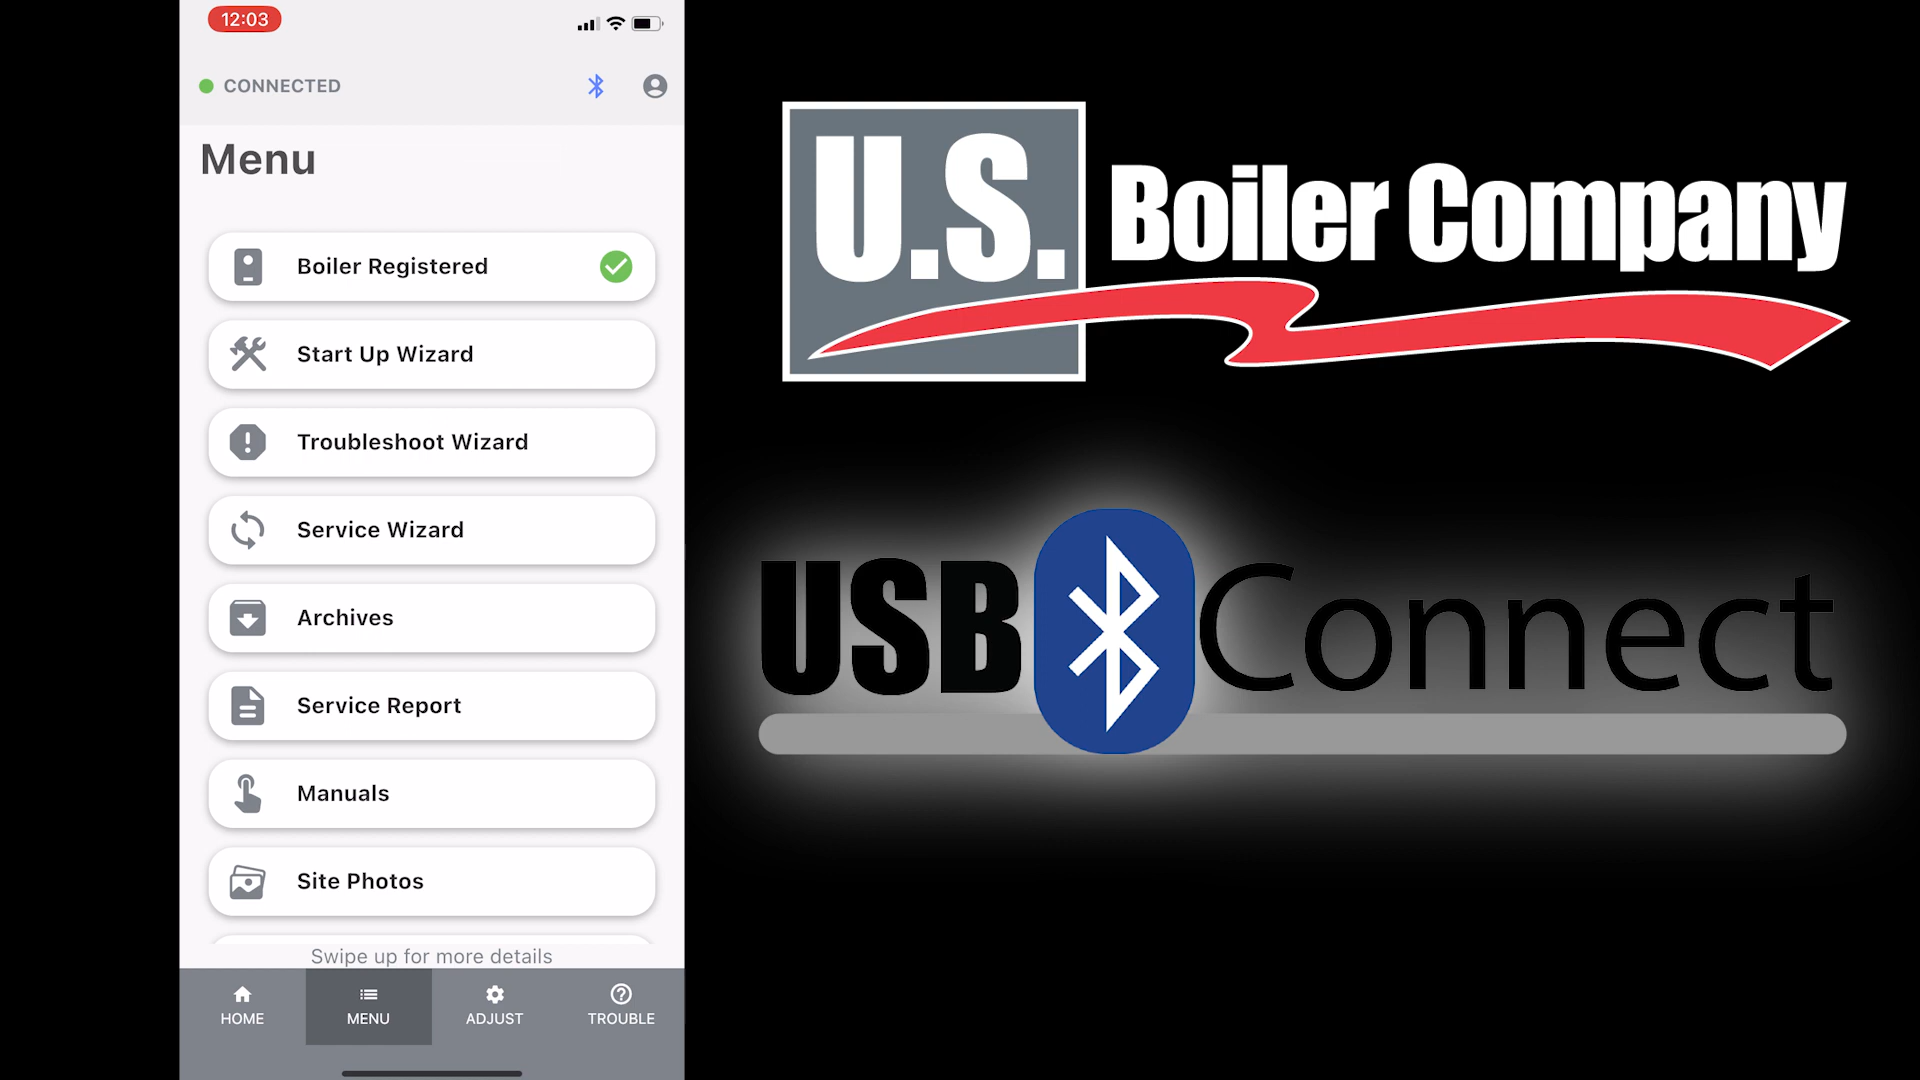 12:03
CONNECTED
Menu
Boiler Registered
Start Up Wizard
Troubleshoot Wizard
Service Wizard
Archives
Service Report
Manuals
Site Photos
Swipe up for more details
HOME
MENU
ADJUST
TROUBLE
U.S. Boiler Company
USB Connect